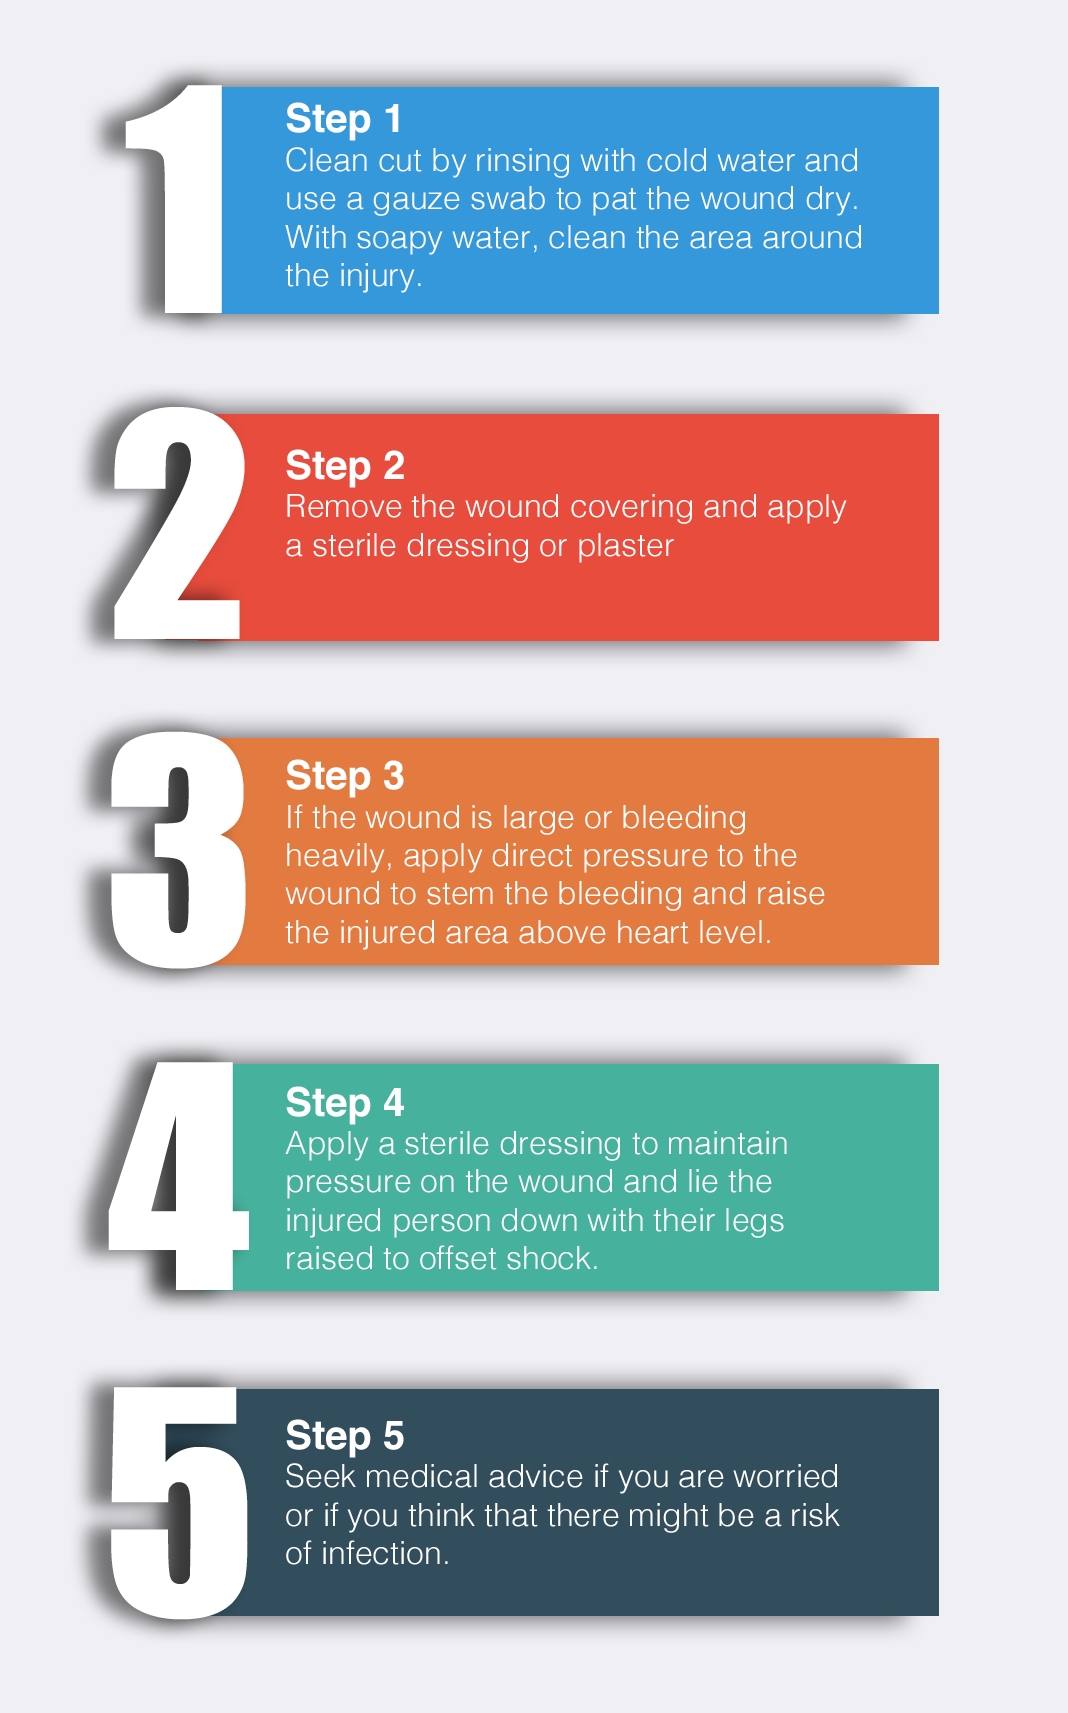 1
Step 1
Clean cut by rinsing with cold water and
use a gauze swab to pat the wound dry.
With soapy water, clean the area around
the injury.
2
Step 2
Remove the wound covering and apply
a sterile dressing or plaster
3
Step 3
If the wound is large or bleeding
heavily, apply direct pressure to the
wound to stem the bleeding and raise
the injured area above heart level.
4
Step 4
Apply a sterile dressing to maintain
pressure on the wound and lie the
injured person down with their legs
raised to offset shock.
5
Step 5
Seek medical advice if you are worried
or if you think that there might be a risk
of infection.